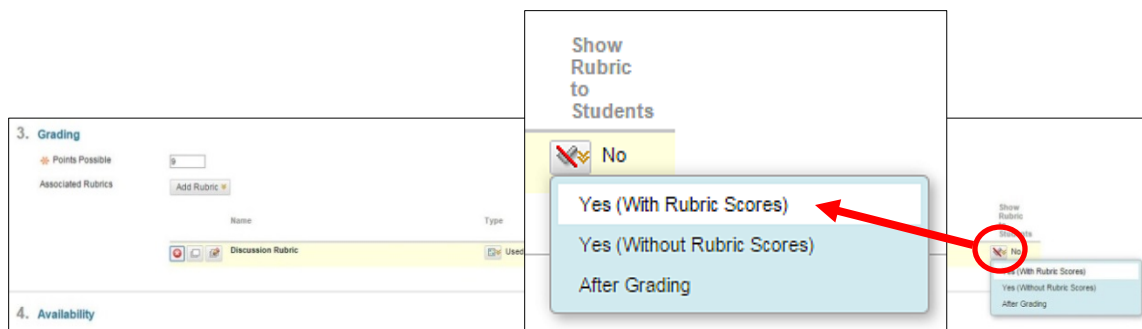 3. Grading
Points Possible
9
Associated Rubrics
Add Rubric
Name
Type
Discussion Rubric
Used
4. Availability
Show
Rubric
to
Students
No
Yes (With Rubric Scores)
Yes (Without Rubric Scores)
After Grading
Show
Rubric
to
Students
No
Yes (With Rubric Scores)
Yes (Without Rubric Scores)
After Grading